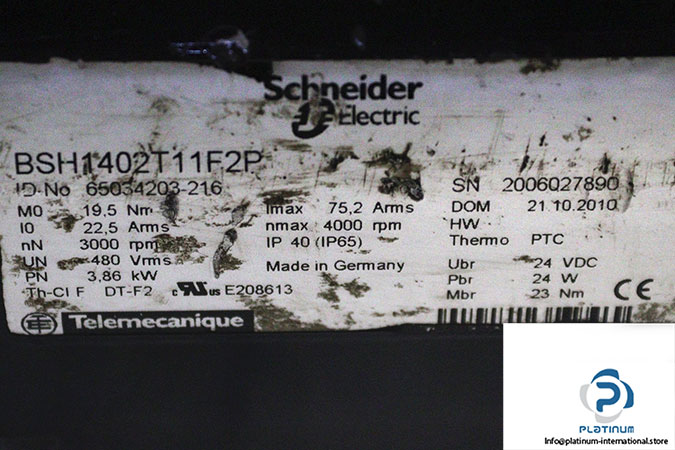 Schneider
Electric
BSH1402T11F2P
ID-No 65034203-216
M0 19,5 Nm
I0 22,5 Arms
nN 3000 rpm
UN 480 Vrms
PN 3,86 kW
Th-Cl F DT-F2 c RU us E208613
Imax 75,2 Arms
nmax 4000 rpm
IP 40 (IP65)
Made in Germany
SN 2006027890
DOM 21.10.2010
HW
Thermo PTC
Ubr 24 VDC
Pbr 24 W
Mbr 23 Nm
CE
Telemecanique
PLATINUM
Info@platinum-international.store